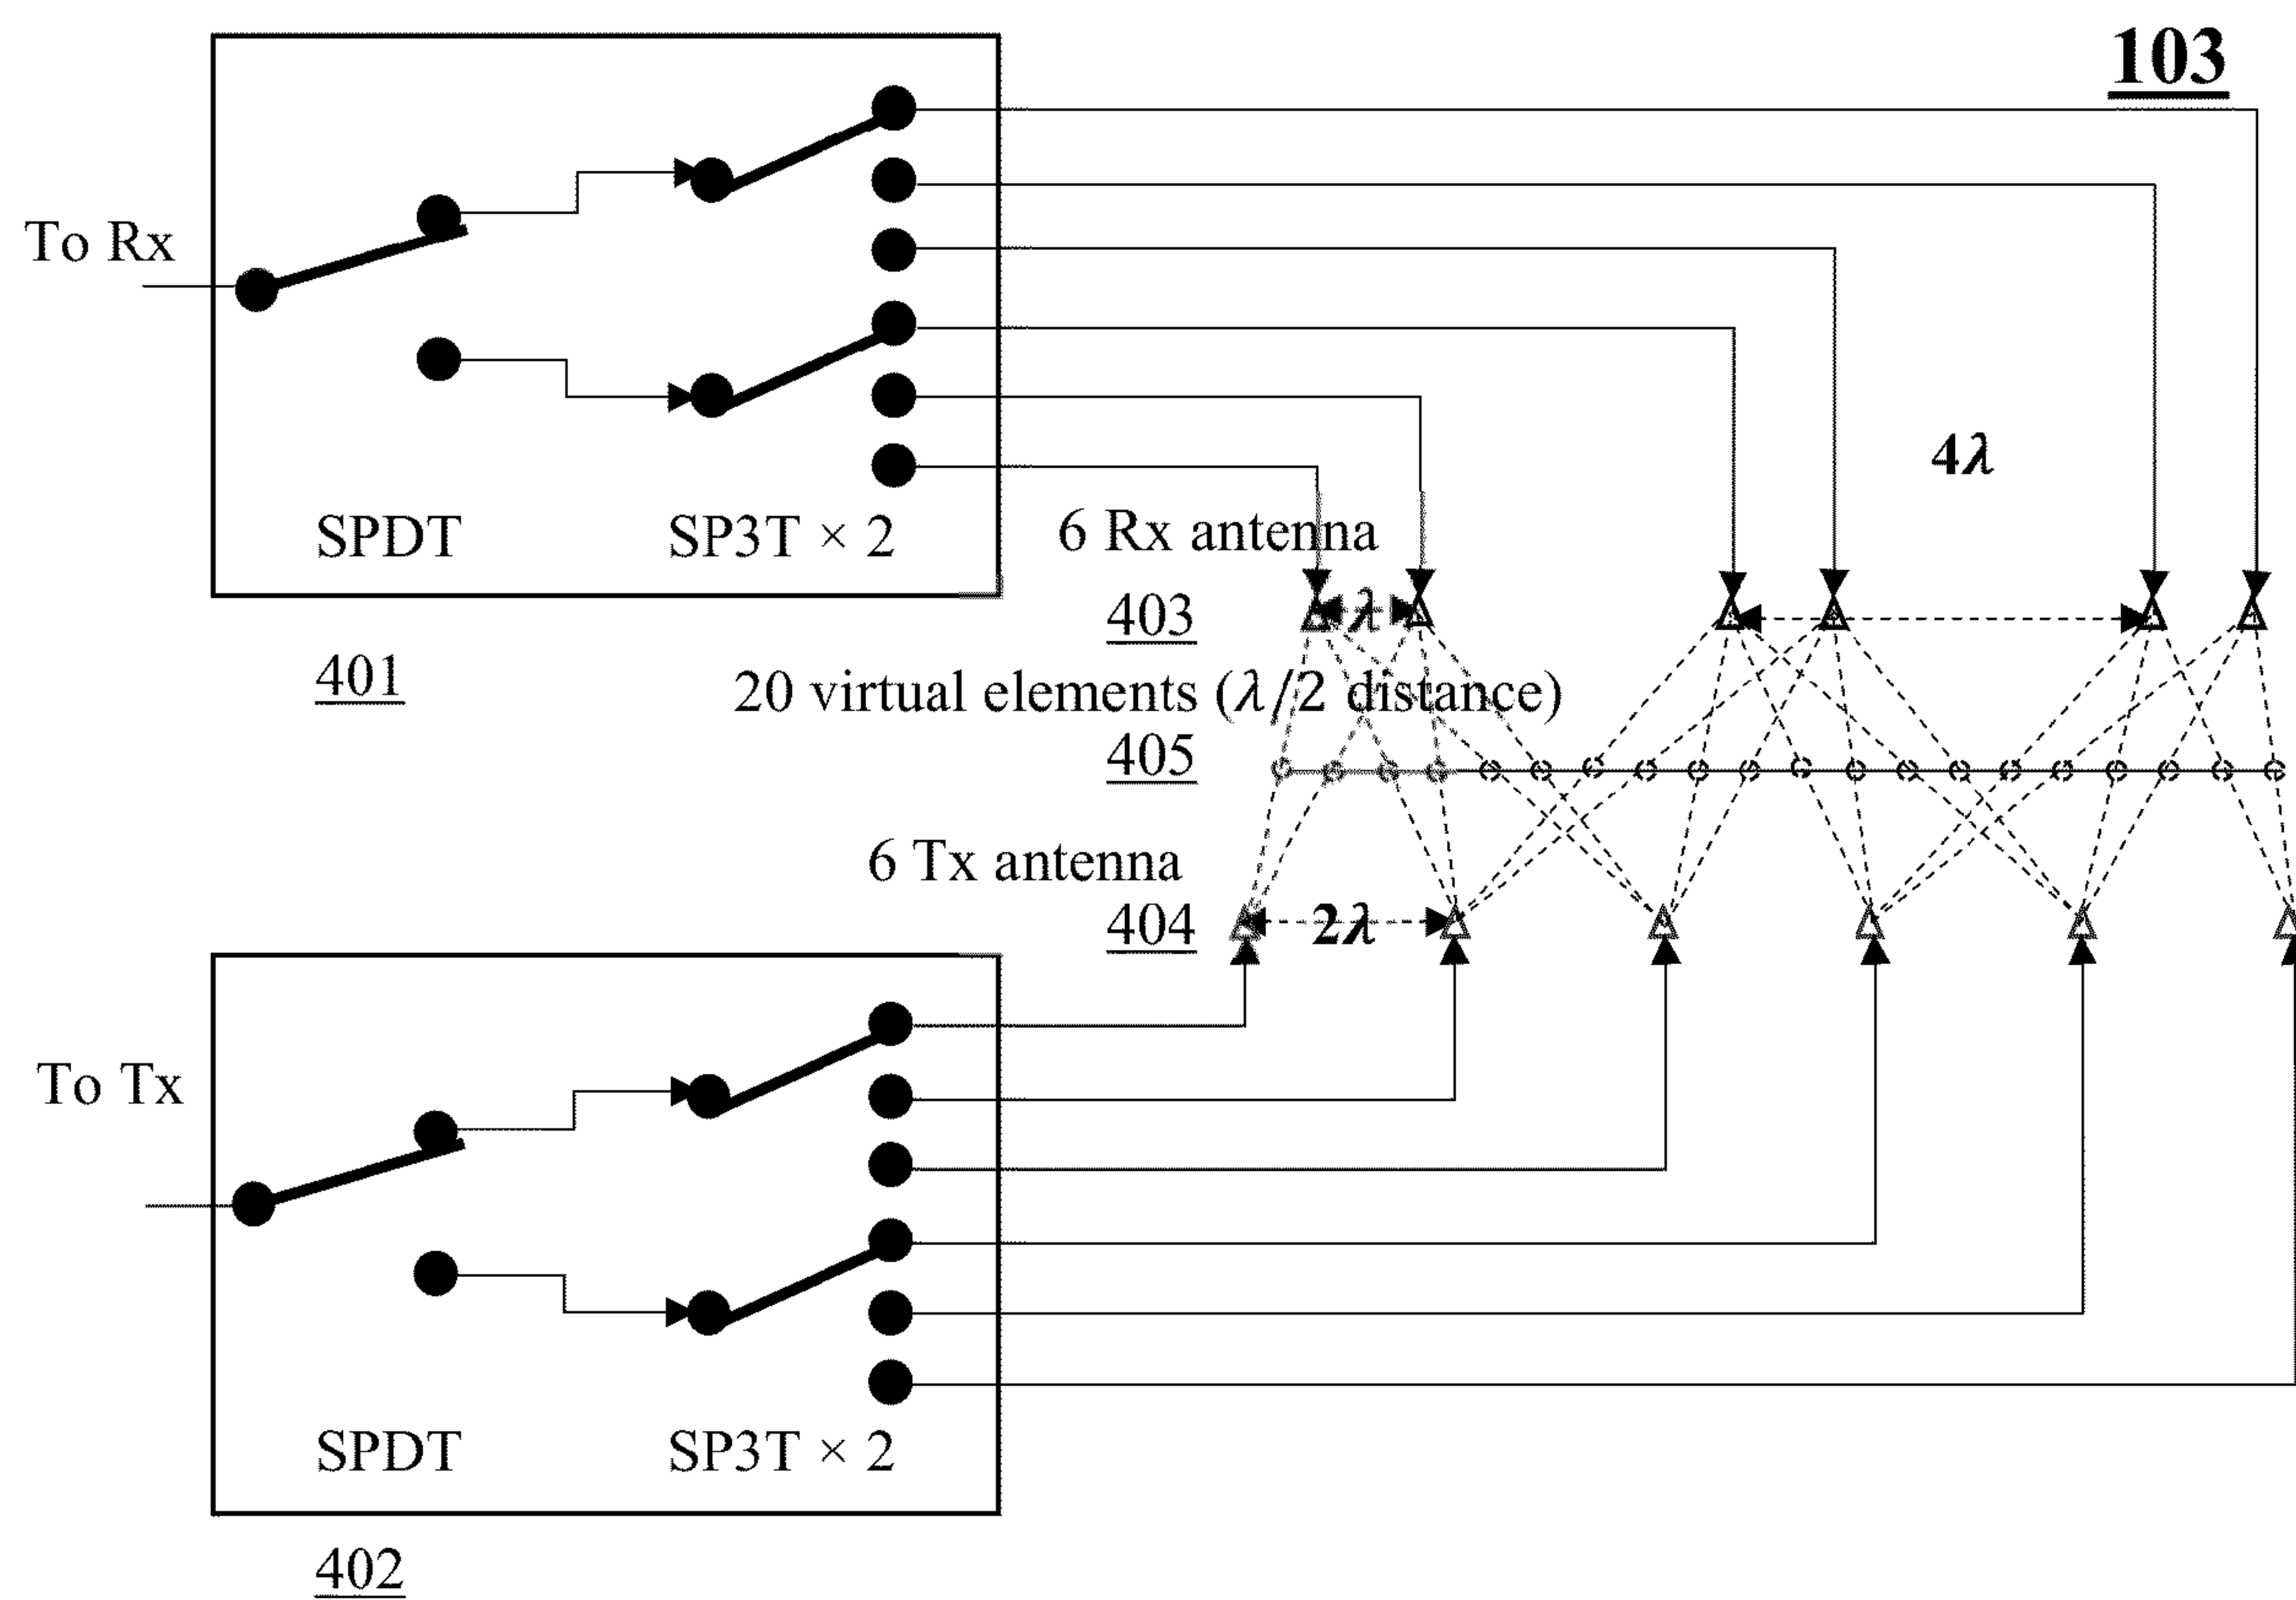 103
To Rx
4λ
SPDT SP3T × 2
6 Rx antenna
403
λ
401
20 virtual elements (λ/2 distance)
405
6 Tx antenna
404
2λ
To Tx
SPDT SP3T × 2
402